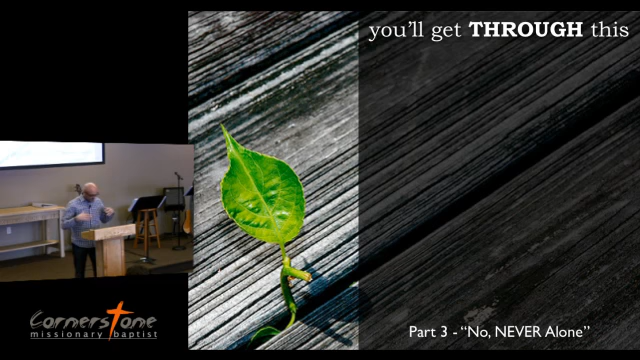 you'll get THROUGH this
Cornerstone
missionary baptist
Part 3 - "No, NEVER Alone"